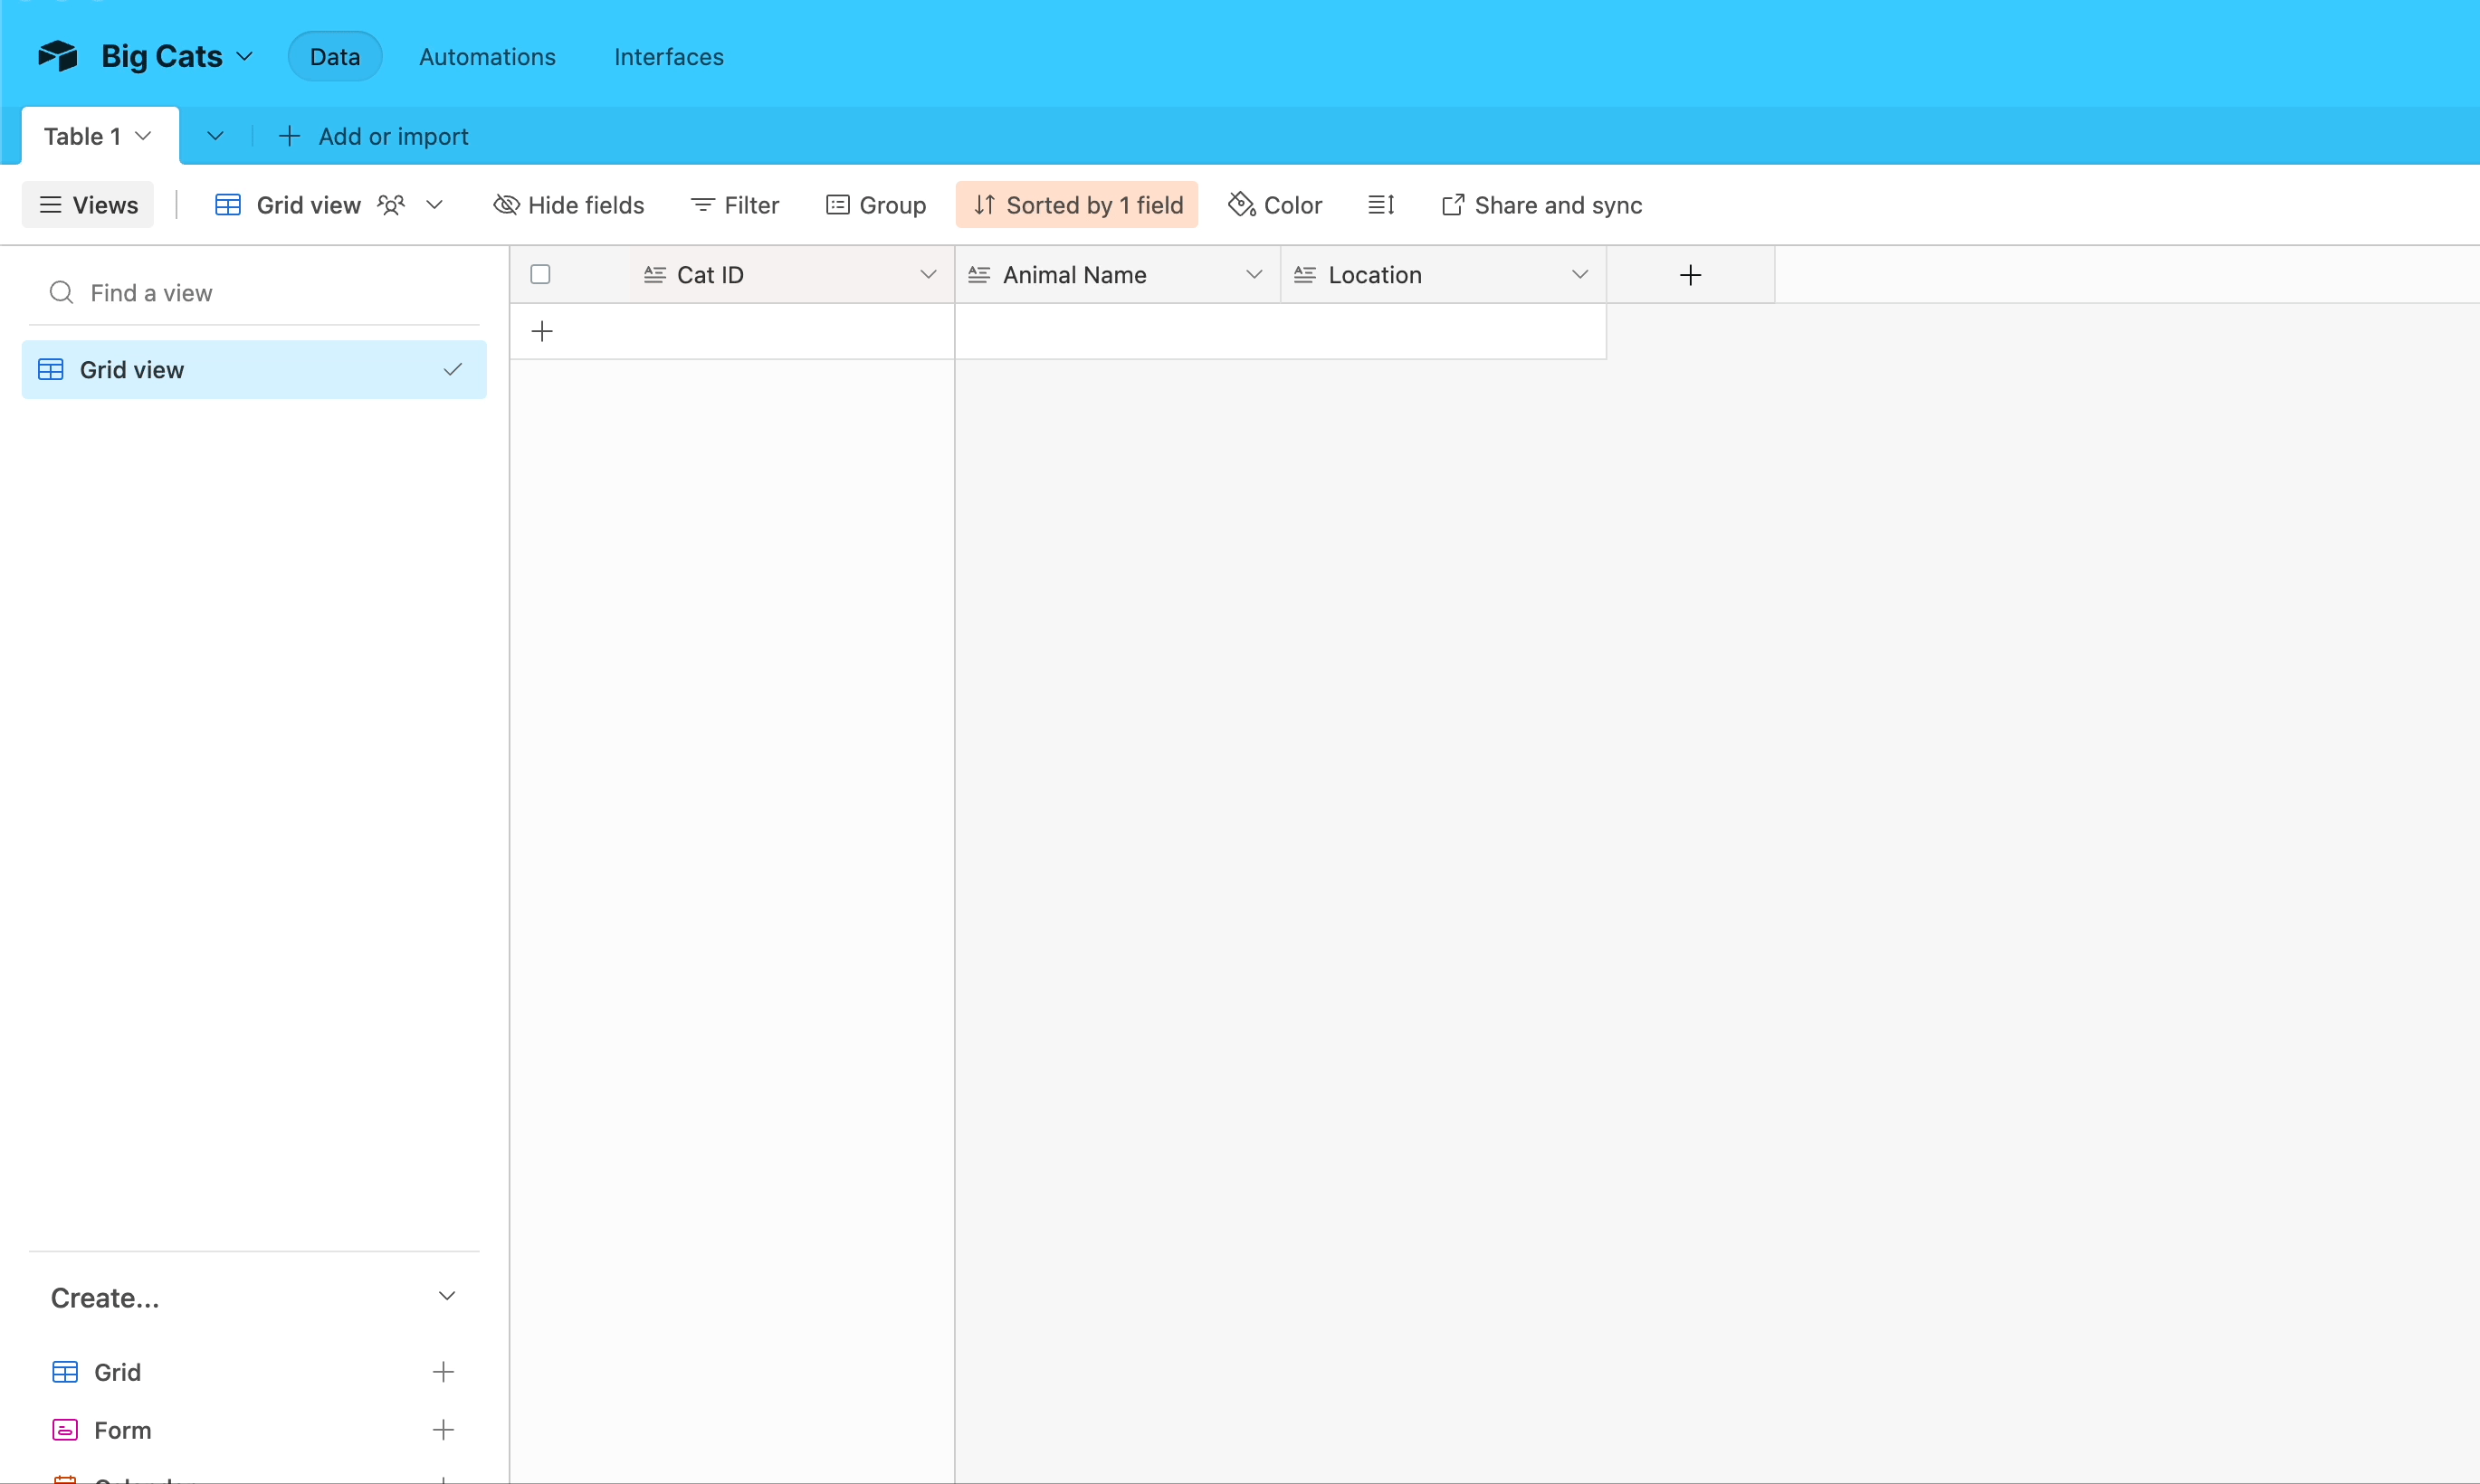 Big Cats Data Automations Interfaces
Table 1 Add or import
Views Grid view Hide fields Filter Group Sorted by 1 field Color Share and sync
Find a view
Cat ID Animal Name Location
Grid view
Create...
Grid
Form